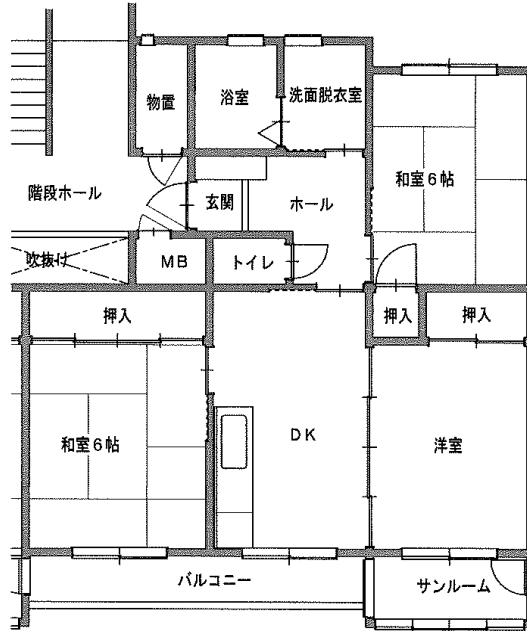 物置
浴室
洗面脱衣室
和室6帖
階段ホール
玄関
ホール
吹抜け
MB
トイレ
押入
押入
押入
和室6帖
DK
洋室
バルコニー
サンルーム